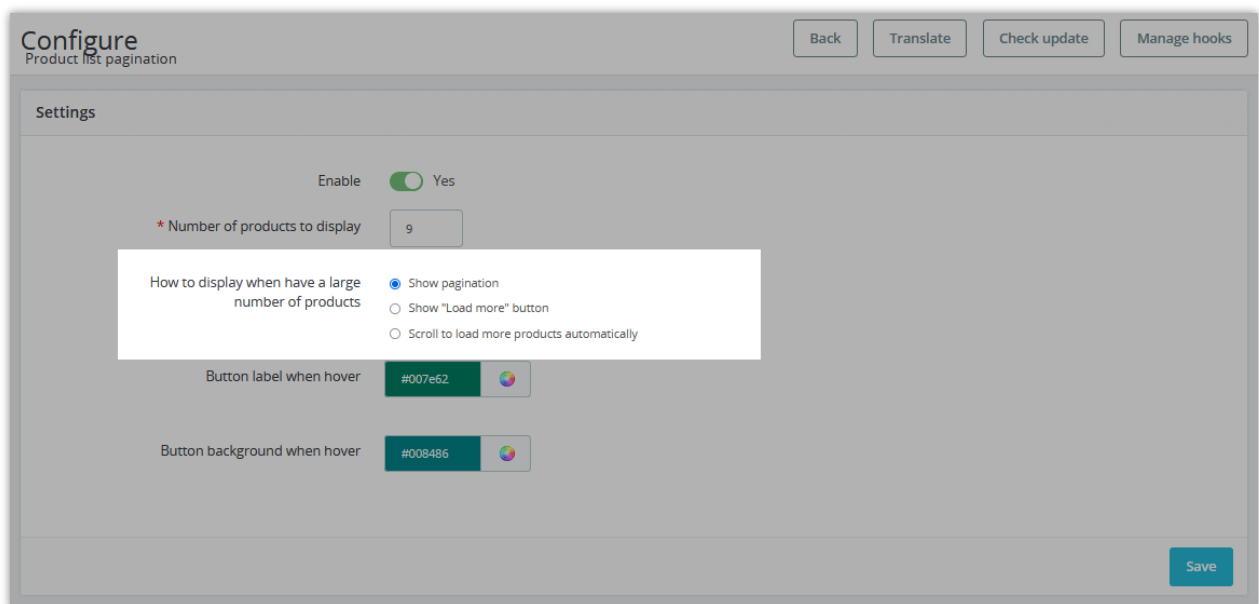 Configure
Product list pagination
Back
Translate
Check update
Manage hooks
Settings
Enable
Yes
* Number of products to display
9
How to display when have a large
number of products
Show pagination
Show "Load more" button
Scroll to load more products automatically
Button label when hover
#007e62
Button background when hover
#008486
Save